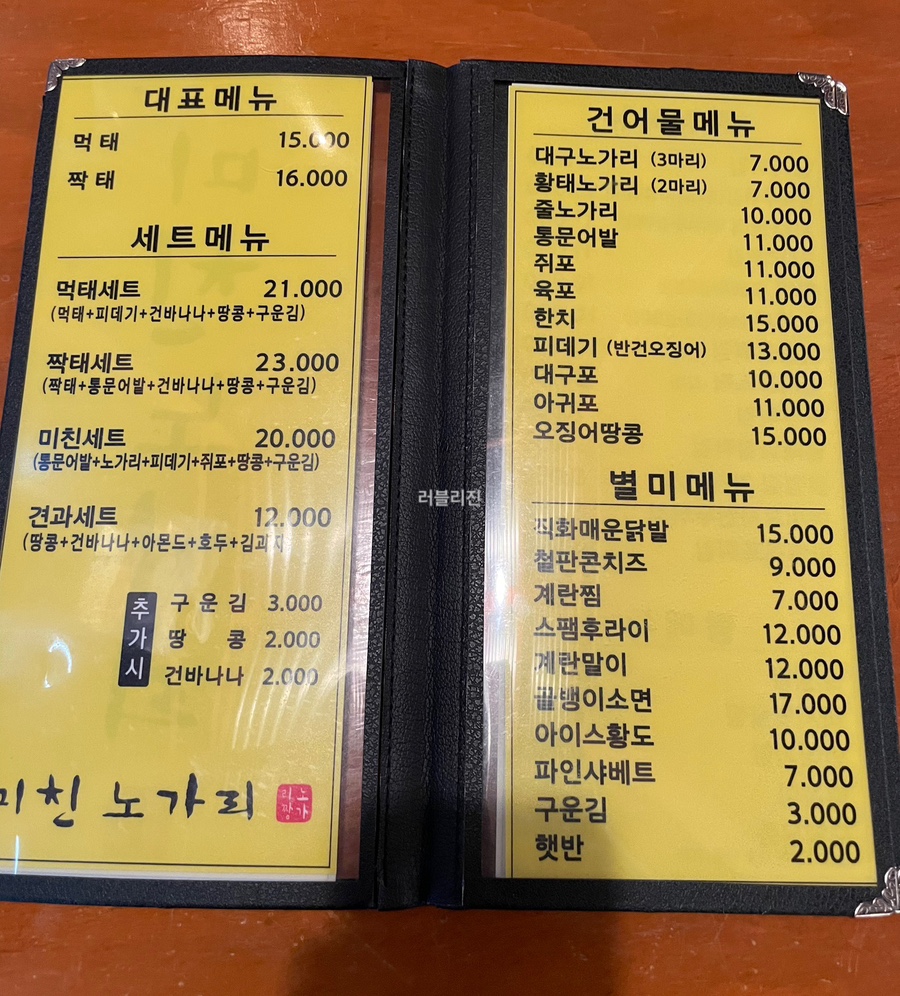 대표메뉴
먹태 15.000
짝태 16.000
세트메뉴
먹태세트 21.000
(먹태+피데기+건바나나+땅콩+구운김)
짝태세트 23.000
(짝태+통문어발+건바나나+땅콩+구운김)
미친세트 20.000
(통문어발+노가리+피데기+쥐포+땅콩+구운김)
견과세트 12.000
(땅콩+건바나나+아몬드+호두+김과자
추가시
구운김 3.000
땅콩 2.000
건바나나 2.000
미친노가리
노가리짱
건어물메뉴
대구노가리 (3마리) 7.000
황태노가리 (2마리) 7.000
줄노가리 10.000
통문어발 11.000
쥐포 11.000
육포 11.000
한치 15.000
피데기 (반건오징어) 13.000
대구포 10.000
아귀포 11.000
오징어땅콩 15.000
별미메뉴
직화매운닭발 15.000
철판콘치즈 9.000
계란찜 7.000
스팸후라이 12.000
계란말이 12.000
골뱅이소면 17.000
아이스황도 10.000
파인샤베트 7.000
구운김 3.000
햇반 2.000
러블리진